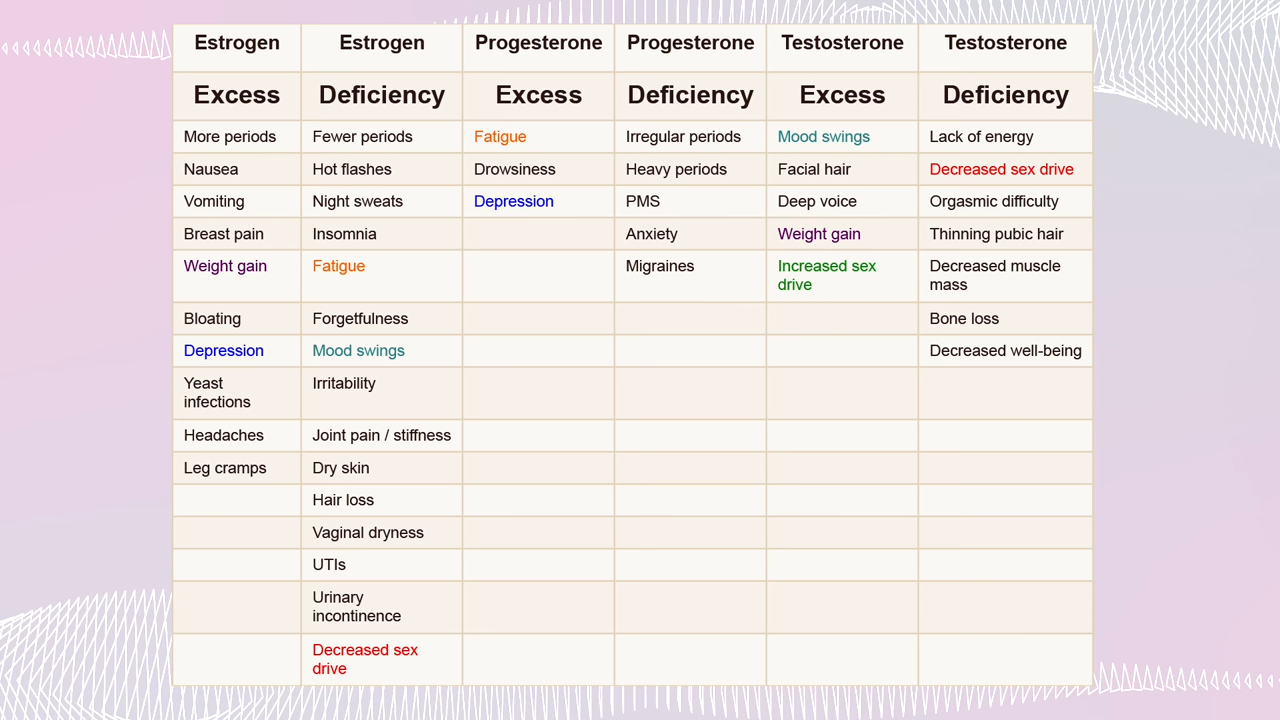 Estrogen Estrogen Progesterone Progesterone Testosterone Testosterone
Excess Deficiency Excess Deficiency Excess Deficiency
More periods Fewer periods Fatigue Irregular periods Mood swings Lack of energy
Nausea Hot flashes Drowsiness Heavy periods Facial hair Decreased sex drive
Vomiting Night sweats Depression PMS Deep voice Orgasmic difficulty
Breast pain Insomnia Anxiety Weight gain Thinning pubic hair
Weight gain Fatigue Migraines Increased sex drive Decreased muscle mass
Bloating Forgetfulness Bone loss
Depression Mood swings Decreased well-being
Yeast infections Irritability
Headaches Joint pain / stiffness
Leg cramps Dry skin
Hair loss
Vaginal dryness
UTIs
Urinary incontinence
Decreased sex drive